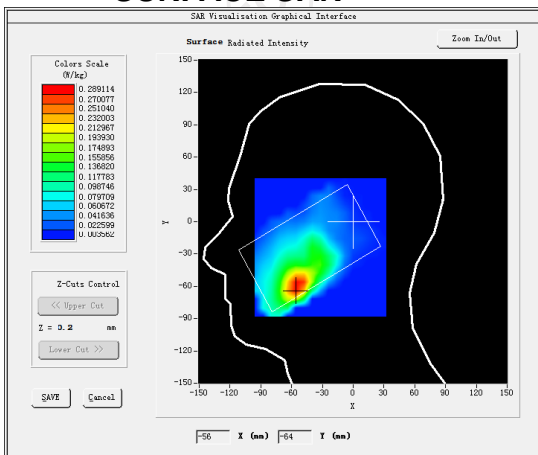 SURFACE SAR
SAR Visualisation Graphical Interface
Surface Radiated Intensity
Zoom In/Out
Colors Scale
(W/kg)
0.289114
0.270077
0.251040
0.232003
0.212967
0.193930
0.174893
0.155856
0.136820
0.117783
0.098746
0.079709
0.060672
0.041636
0.022599
0.003562
Z-Cuts Control
<< Upper Cut
Z = 0.2 mm
Lower Cut >>
SAVE
Cancel
150
120
90
60
30
0
-30
-60
-90
-120
-150
Y
-150 -120 -90 -60 -30 0 30 60 90 120 150
X
-56 X (mm) -64 Y (mm)